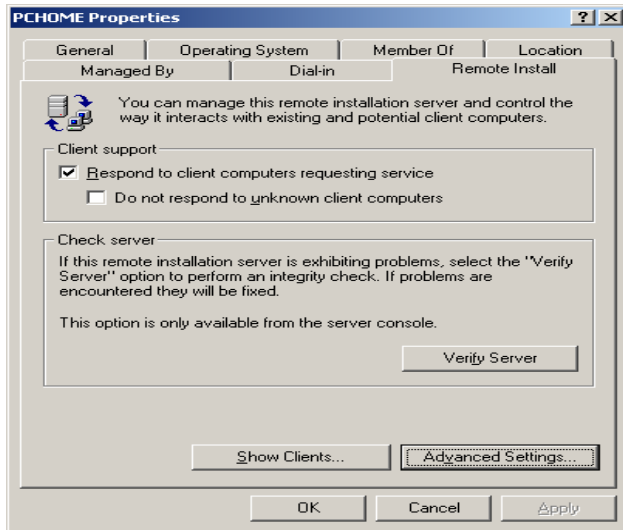 PCHOME Properties
General
Operating System
Member Of
Location
Managed By
Dial-in
Remote Install
You can manage this remote installation server and control the
way it interacts with existing and potential client computers.
Client support
Respond to client computers requesting service
Do not respond to unknown client computers
Check server
If this remote installation server is exhibiting problems, select the "Verify
Server" option to perform an integrity check. If problems are
encountered they will be fixed.
This option is only available from the server console.
Verify Server
Show Clients...
Advanced Settings...
OK
Cancel
Apply